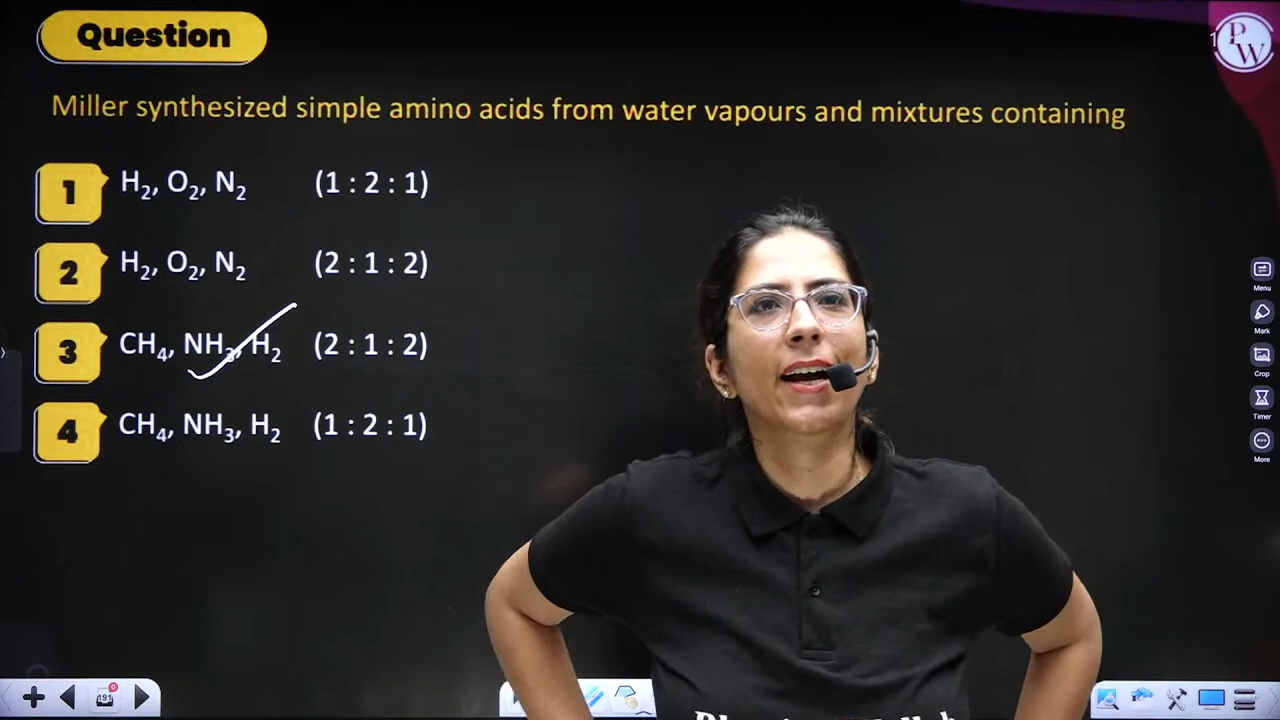 Question
PW
Miller synthesized simple amino acids from water vapours and mixtures containing
1 H₂, O₂, N₂ (1 : 2 : 1)
2 H₂, O₂, N₂ (2 : 1 : 2)
3 CH₄, NH₃, H₂ (2 : 1 : 2)
4 CH₄, NH₃, H₂ (1 : 2 : 1)
Menu
Mark
Crop
Timer
More
191
0